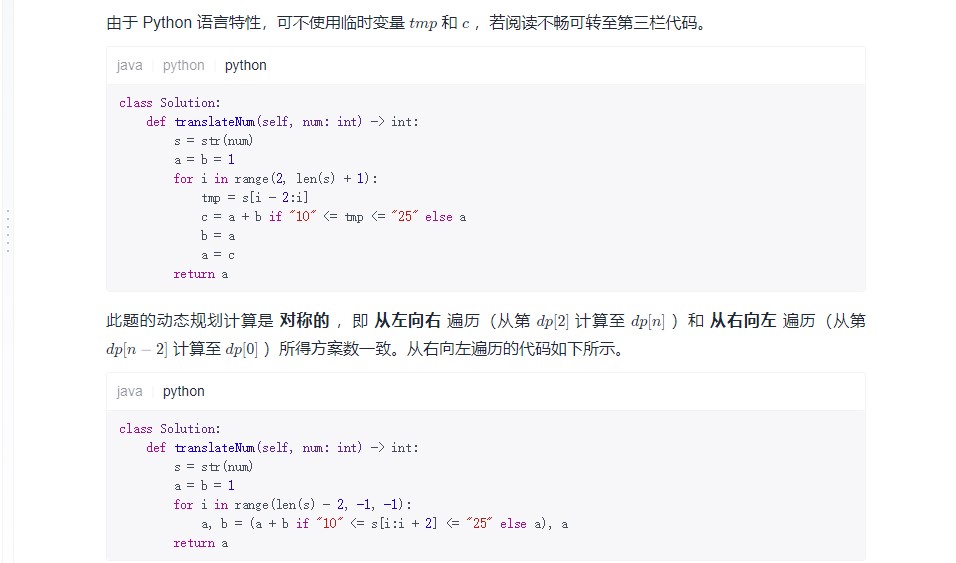 由于 Python 语言特性，可不使用临时变量 tmp 和 c ，若阅读不畅可转至第三栏代码。
java python python
class Solution:
    def translateNum(self, num: int) -> int:
        s = str(num)
        a = b = 1
        for i in range(2, len(s) + 1):
            tmp = s[i - 2:i]
            c = a + b if "10" <= tmp <= "25" else a
            b = a
            a = c
        return a
此题的动态规划计算是 对称的 ，即 从左向右 遍历（从第 dp[2] 计算至 dp[n] ）和 从右向左 遍历（从第
dp[n − 2] 计算至 dp[0] ）所得方案数一致。从右向左遍历的代码如下所示。
java python
class Solution:
    def translateNum(self, num: int) -> int:
        s = str(num)
        a = b = 1
        for i in range(len(s) - 2, -1, -1):
            a, b = (a + b if "10" <= s[i:i + 2] <= "25" else a), a
        return a